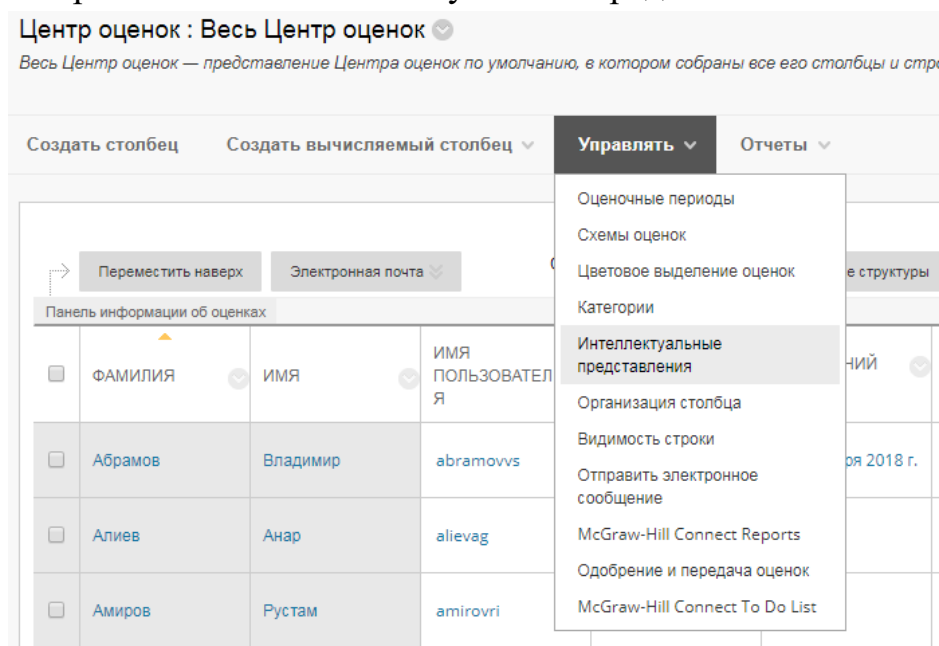 Центр оценок : Весь Центр оценок
Весь Центр оценок — представление Центра оценок по умолчанию, в котором собраны все его столбцы и
Создать столбец Создать вычисляемый столбец Управлять Отчеты
Оценочные периоды
Схемы оценок
Переместить наверх Электронная почта Цветовое выделение оценок структуры
Панель информации об оценках Категории
ФАМИЛИЯ ИМЯ
ИМЯ
ПОЛЬЗОВАТЕЛ
Я
Интеллектуальные
представления
Организация столбца
Видимость строки
Абрамов Владимир abramovvs 2018 г.
Отправить электронное
сообщение
Алиев Анар alievag McGraw-Hill Connect Reports
Одобрение и передача оценок
Амиров Рустам amirovri McGraw-Hill Connect To Do List